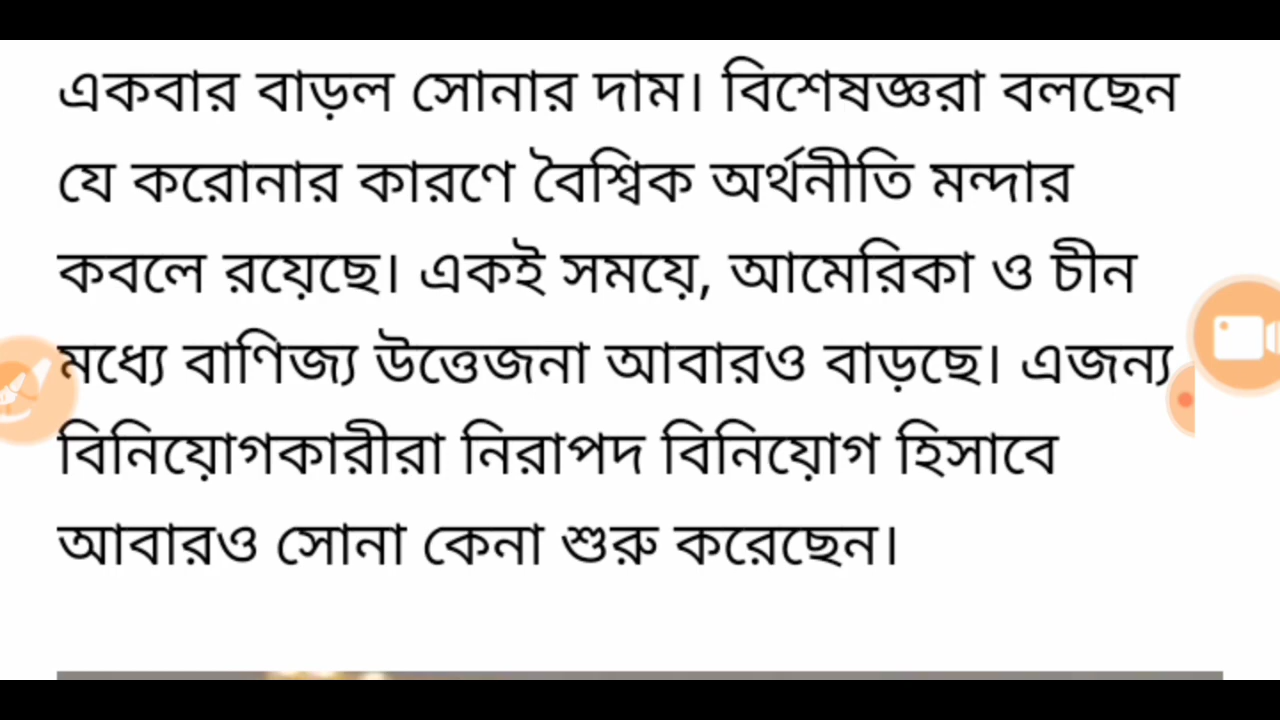 একবার বাড়ল সোনার দাম। বিশেষজ্ঞরা বলছেন
যে করোনার কারণে বৈশ্বিক অর্থনীতি মন্দার
কবলে রয়েছে। একই সময়ে, আমেরিকা ও চীন
মধ্যে বাণিজ্য উত্তেজনা আবারও বাড়ছে। এজন্য
বিনিয়োগকারীরা নিরাপদ বিনিয়োগ হিসাবে
আবারও সোনা কেনা শুরু করেছেন।